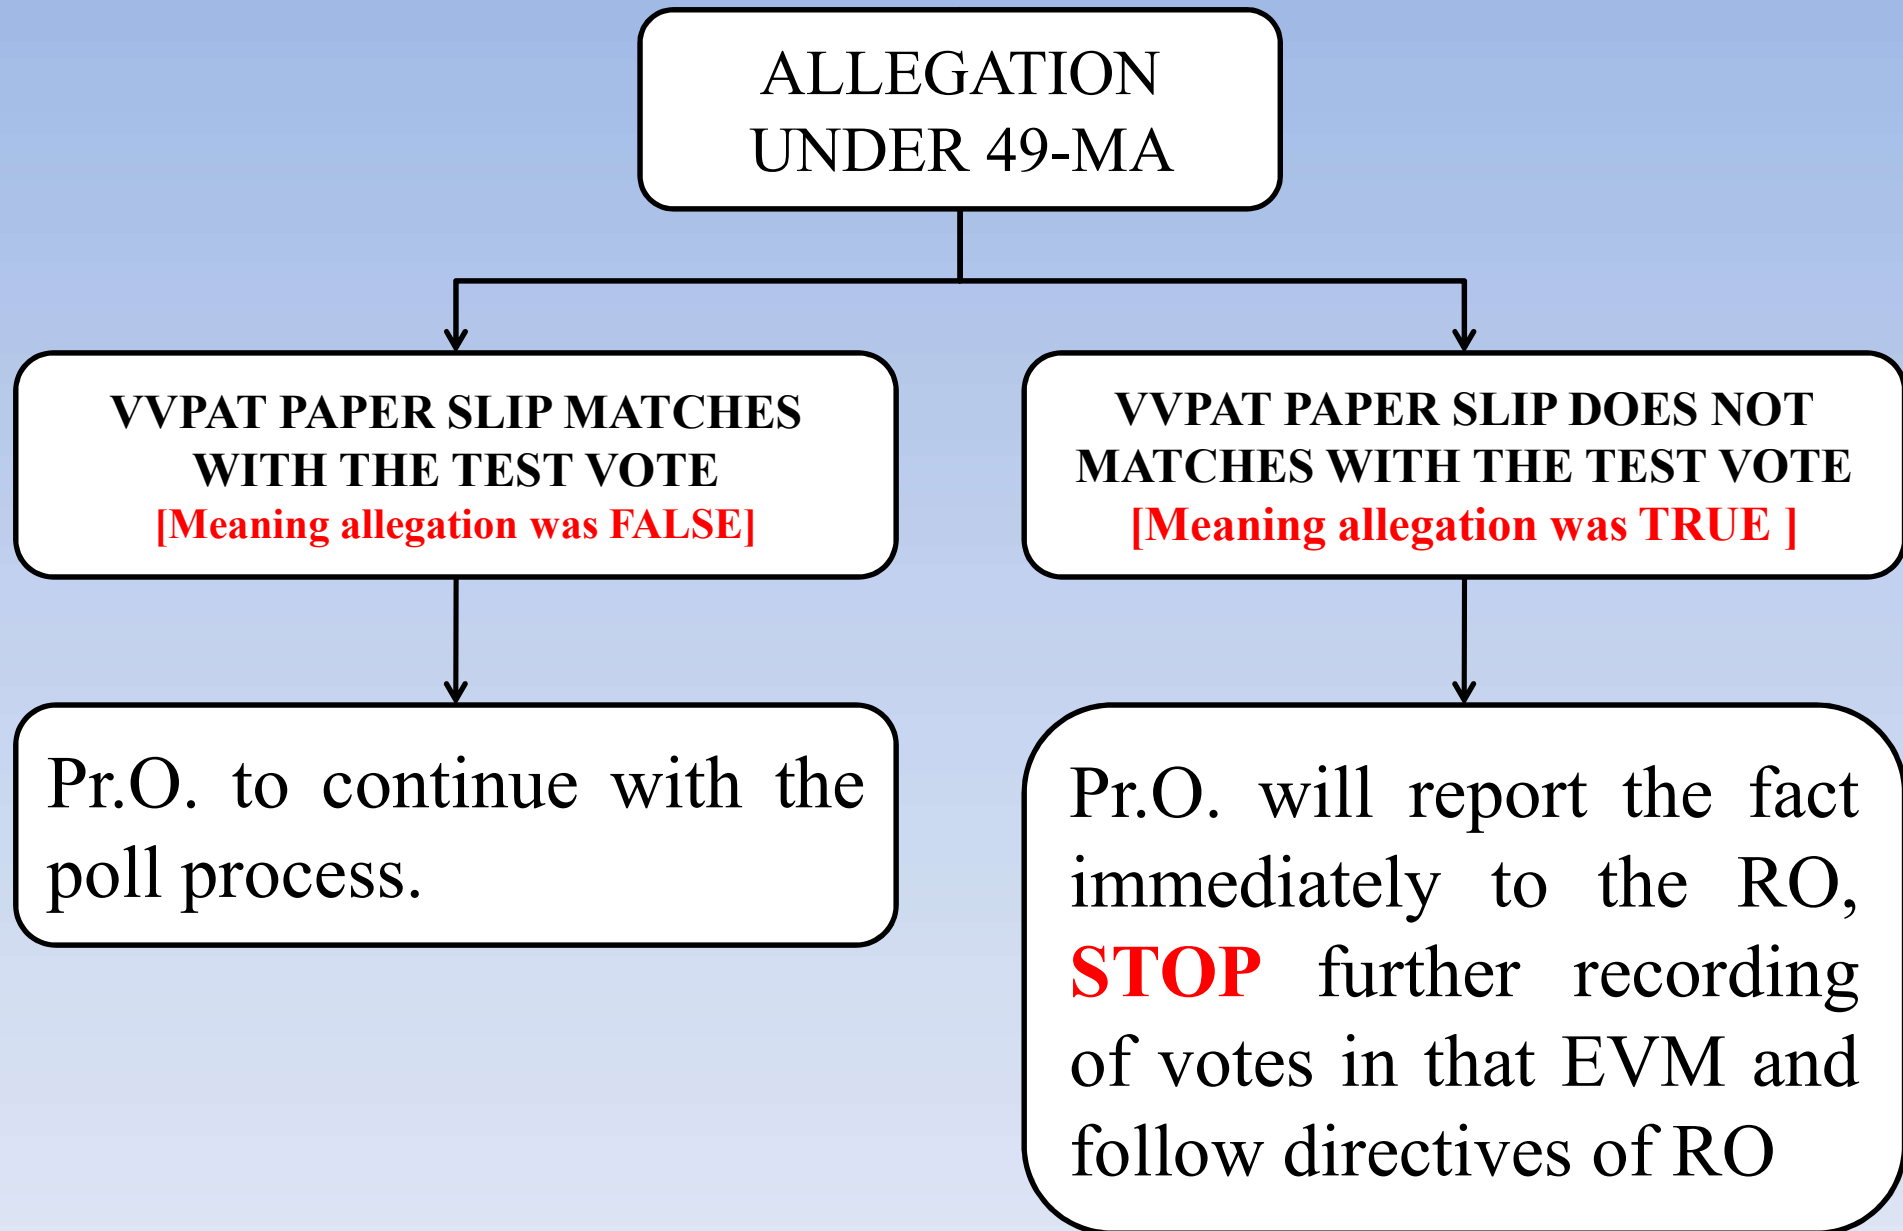 ALLEGATION
UNDER 49-MA
VVPAT PAPER SLIP MATCHES
WITH THE TEST VOTE
[Meaning allegation was FALSE]
VVPAT PAPER SLIP DOES NOT
MATCHES WITH THE TEST VOTE
[Meaning allegation was TRUE ]
Pr.O. to continue with the
poll process.
Pr.O. will report the fact
immediately to the RO,
STOP further recording
of votes in that EVM and
follow directives of RO